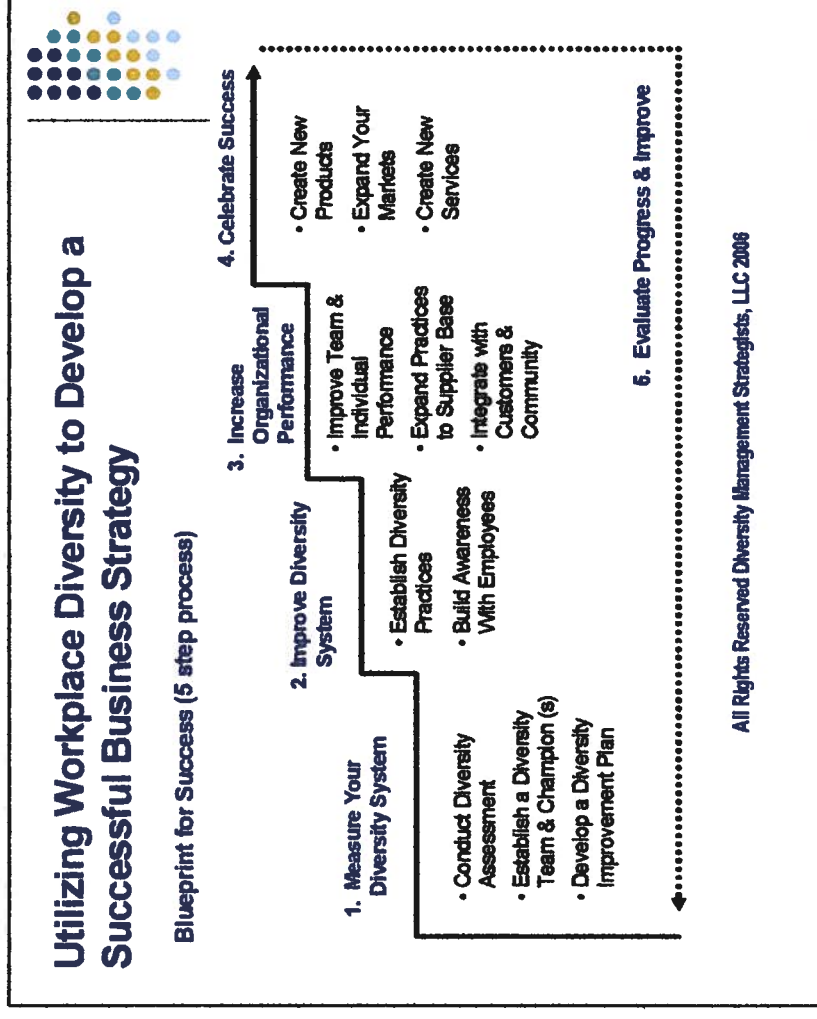 Utilizing Workplace Diversity to Develop a
Successful Business Strategy
Blueprint for Success (5 step process)
1. Measure Your
Diversity System
• Conduct Diversity
Assessment
• Establish a Diversity
Team & Champion (s)
• Develop a Diversity
Improvement Plan
2. Improve Diversity
System
• Establish Diversity
Practices
• Build Awareness
With Employees
3. Increase
Organizational
Performance
• Improve Team &
Individual
Performance
• Expand Practices
to Supplier Base
• Integrate with
Customers &
Community
4. Celebrate Success
• Create New
Products
• Expand Your
Markets
• Create New
Services
5. Evaluate Progress & Improve
All Rights Reserved Diversity Management Strategists, LLC 2006